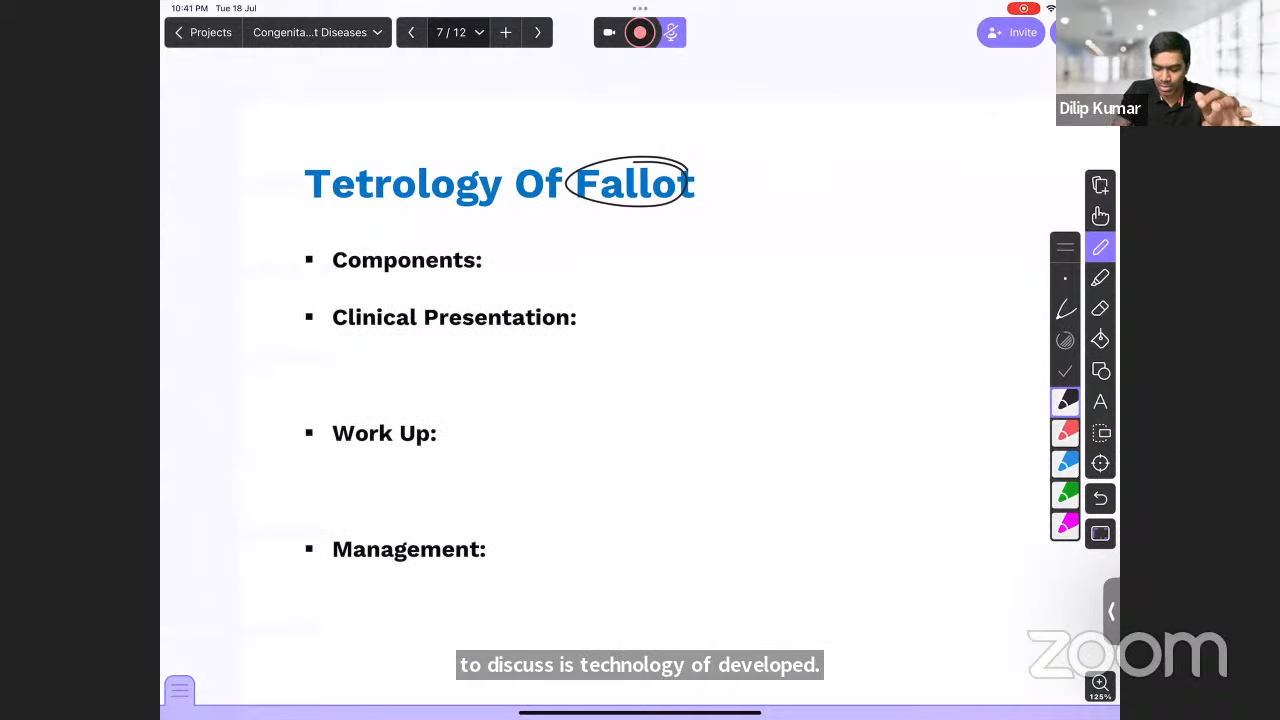 10:41 PM Tue 18 Jul
Projects
Congenita...t Diseases
7 / 12
Invite
Dilip Kumar
Tetrology Of Fallot
▪ Components:
▪ Clinical Presentation:
▪ Work Up:
▪ Management:
A
to discuss is technology of developed.
zoom
125%